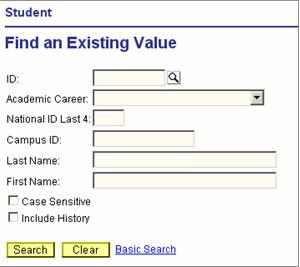 Student
Find an Existing Value
ID:
Academic Career:
National ID Last 4:
Campus ID:
Last Name:
First Name:
Case Sensitive
Include History
Search Clear Basic Search